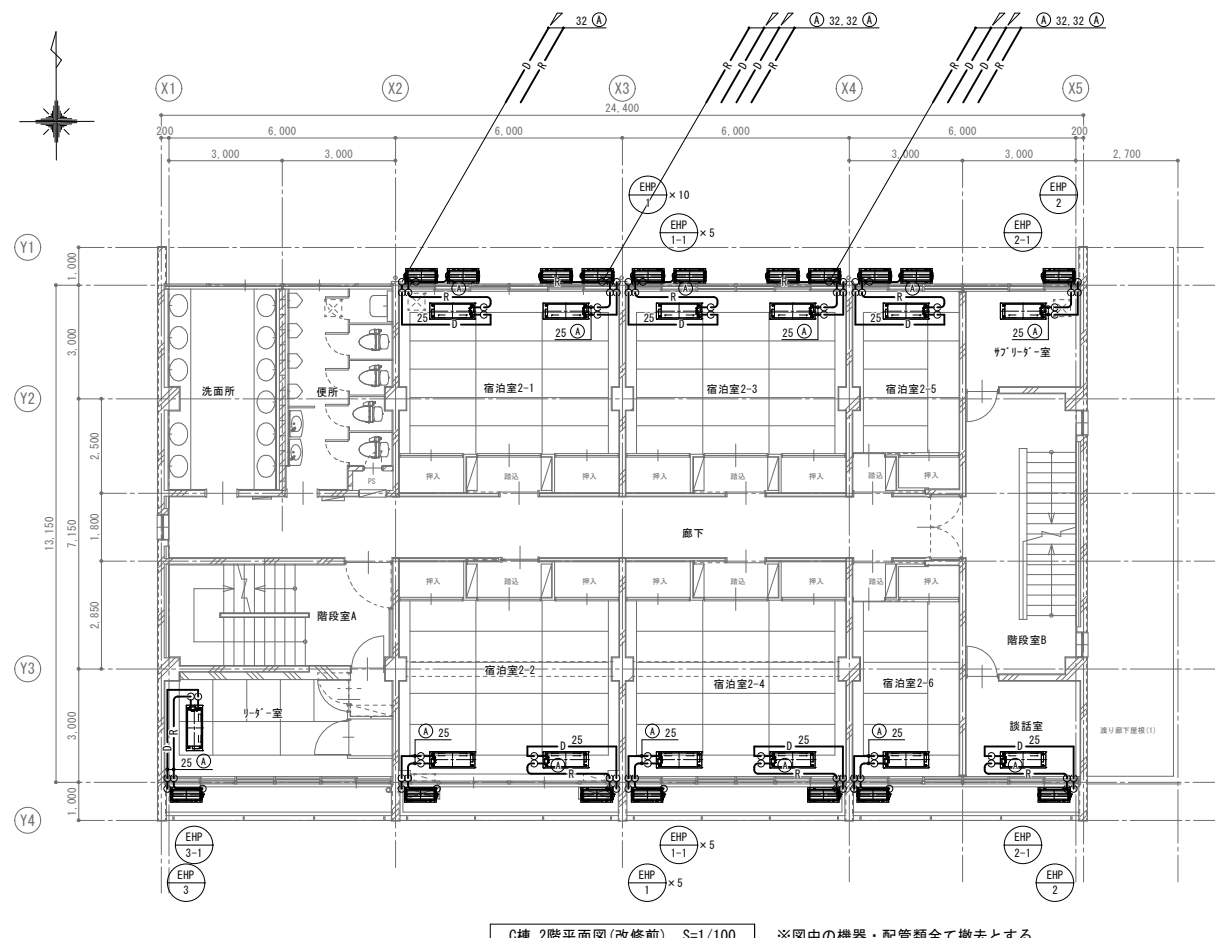 32 Ⓐ
Ⓐ 32, 32 Ⓐ
Ⓐ 32, 32 Ⓐ
D
R
R D D R
R D D R
X1
X2
X3
X4
X5
24,400
200
6,000
6,000
6,000
6,000
200
3,000
3,000
3,000
3,000
2,700
EHP
1
×10
EHP
2
EHP
1-1
×5
EHP
2-1
Y1
1,000
R
Ⓐ
R
Ⓐ
R
Ⓐ
R
R
R
25
D
25
D
25
D
25 Ⓐ
25 Ⓐ
25 Ⓐ
3,000
サブリーダー室
洗面所
便所
宿泊室2-1
宿泊室2-3
宿泊室2-5
Y2
2,500
押入
踏込
押入
押入
踏込
押入
踏込
押入
PS
13,150
7,150
1,800
廊下
押入
踏込
押入
押入
踏込
押入
踏込
押入
2,850
階段室A
階段室B
Y3
宿泊室2-2
宿泊室2-4
宿泊室2-6
リーダー室
談話室
渡り廊下屋根(1)
3,000
D
R
25 Ⓐ
Ⓐ 25
D 25
Ⓐ
R
Ⓐ 25
D 25
Ⓐ
R
Ⓐ 25
D 25
Ⓐ
R
1,000
Y4
EHP
3-1
EHP
1-1
×5
EHP
2-1
EHP
3
EHP
1
×5
EHP
2
C棟 2階平面図(改修前) S=1/100
※図中の機器・配管類全て撤去とする